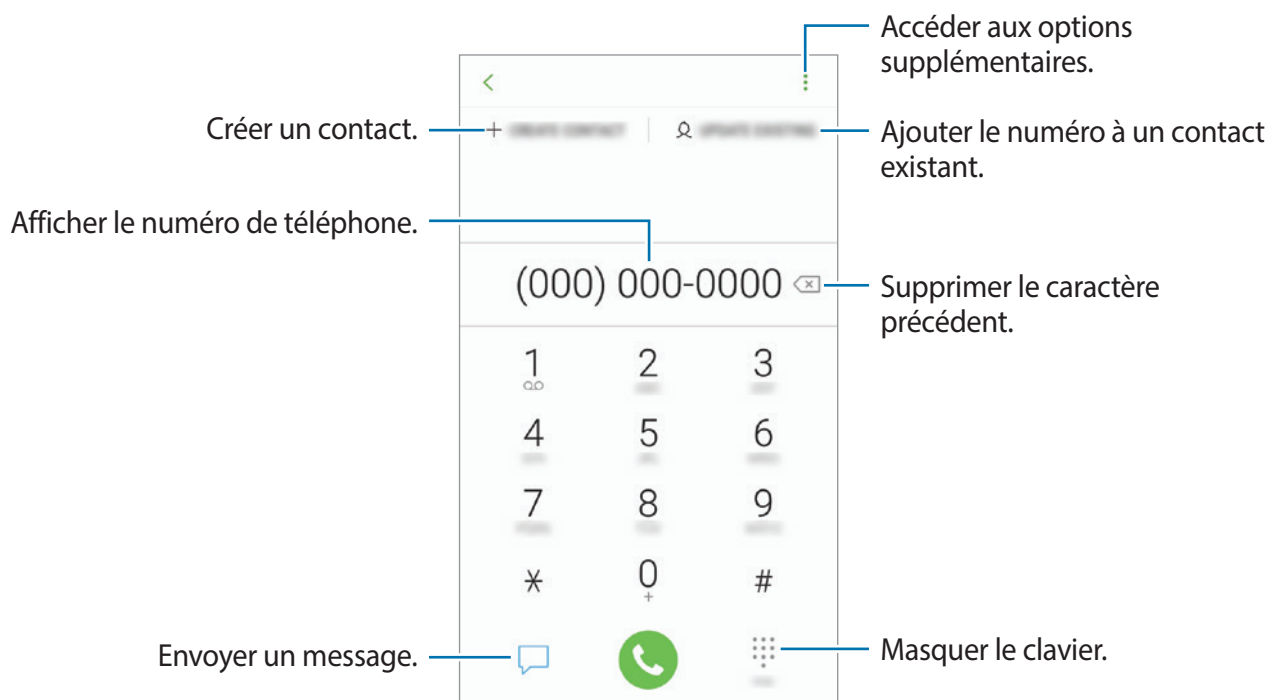 Accéder aux options
supplémentaires.
Créer un contact.
Ajouter le numéro à un contact
existant.
Afficher le numéro de téléphone.
(000) 000-0000
Supprimer le caractère
précédent.
1 2 3
4 5 6
7 8 9
* 0 #
+
Envoyer un message.
Masquer le clavier.